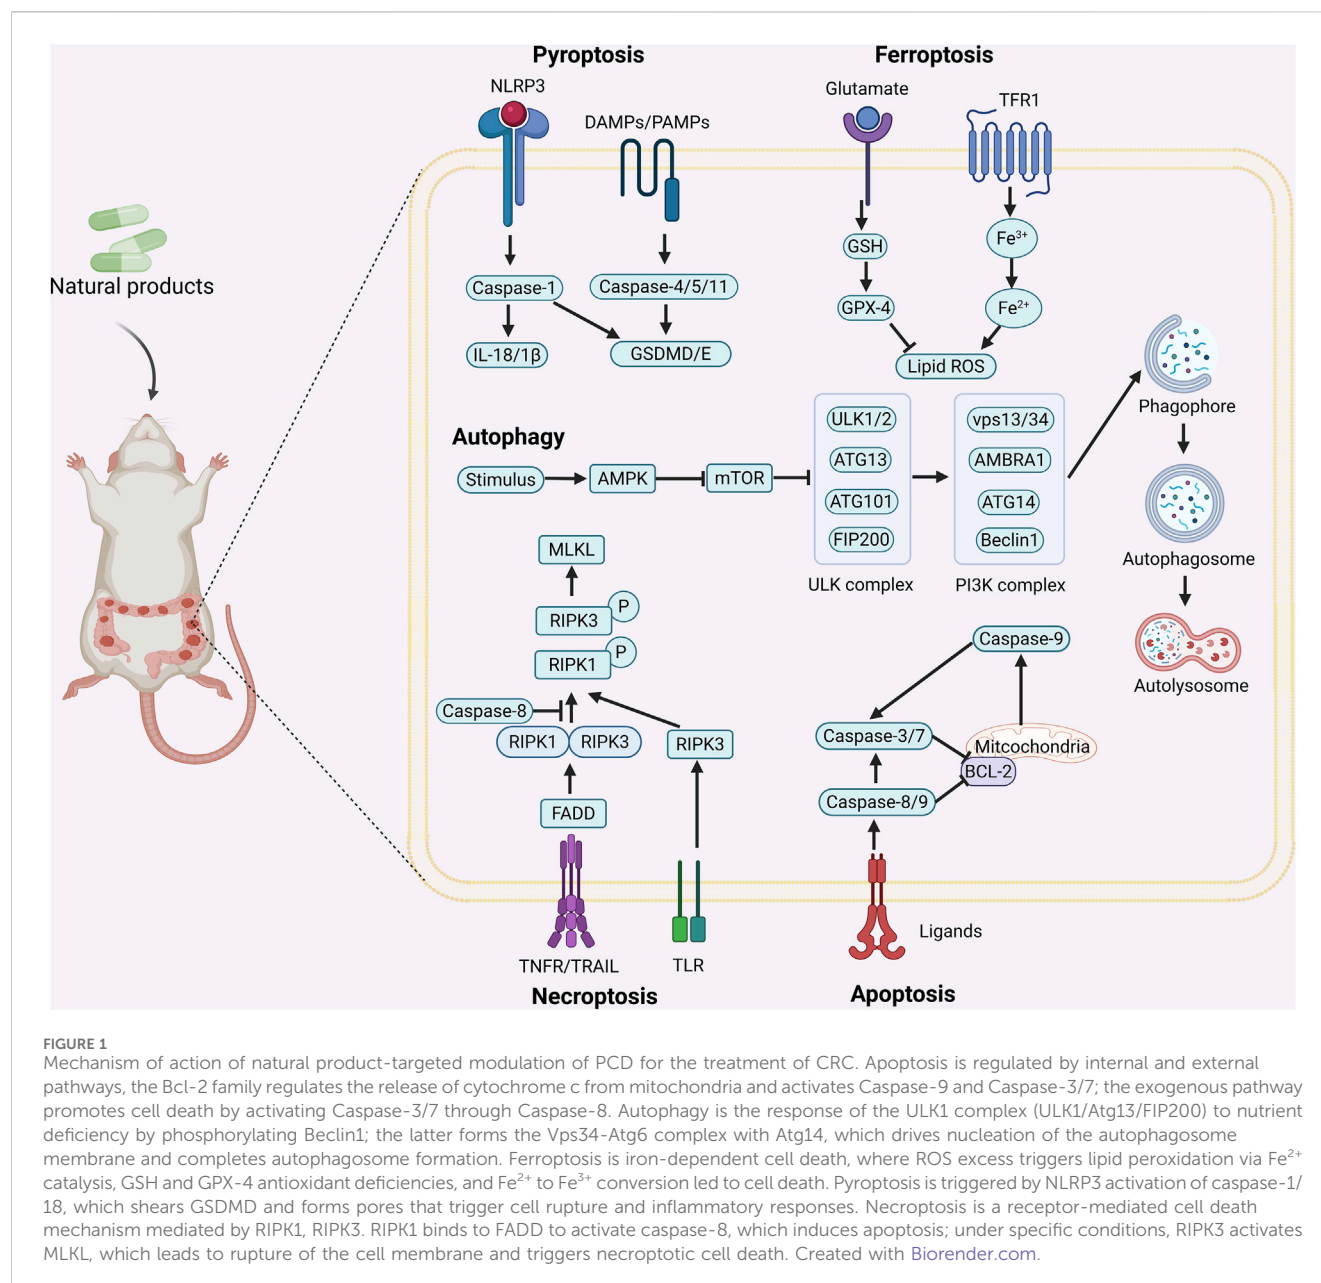 Pyroptosis
Ferroptosis
NLRP3
DAMPs/PAMPs
Glutamate
TFR1
Natural products
GSH
Fe3+
Caspase-1
Caspase-4/5/11
GPX-4
Fe2+
IL-18/1β
GSDMD/E
Lipid ROS
Phagophore
Autophagy
Stimulus
AMPK
mTOR
ULK1/2
ATG13
ATG101
FIP200
ULK complex
vps13/34
AMBRA1
ATG14
Beclin1
PI3K complex
Autophagosome
Autolysosome
MLKL
RIPK3
P
RIPK1
P
Caspase-8
RIPK1
RIPK3
RIPK3
FADD
TNFR/TRAIL
TLR
Necroptosis
Caspase-9
Caspase-3/7
Mitcochondria
BCL-2
Caspase-8/9
Ligands
Apoptosis
FIGURE 1
Mechanism of action of natural product-targeted modulation of PCD for the treatment of CRC. Apoptosis is regulated by internal and external
pathways, the Bcl-2 family regulates the release of cytochrome c from mitochondria and activates Caspase-9 and Caspase-3/7; the exogenous pathway
promotes cell death by activating Caspase-3/7 through Caspase-8. Autophagy is the response of the ULK1 complex (ULK1/Atg13/FIP200) to nutrient
deficiency by phosphorylating Beclin1; the latter forms the Vps34-Atg6 complex with Atg14, which drives nucleation of the autophagosome
membrane and completes autophagosome formation. Ferroptosis is iron-dependent cell death, where ROS excess triggers lipid peroxidation via Fe2+
catalysis, GSH and GPX-4 antioxidant deficiencies, and Fe2+ to Fe3+ conversion led to cell death. Pyroptosis is triggered by NLRP3 activation of caspase-1/
18, which shears GSDMD and forms pores that trigger cell rupture and inflammatory responses. Necroptosis is a receptor-mediated cell death
mechanism mediated by RIPK1, RIPK3. RIPK1 binds to FADD to activate caspase-8, which induces apoptosis; under specific conditions, RIPK3 activates
MLKL, which leads to rupture of the cell membrane and triggers necroptotic cell death. Created with Biorender.com.